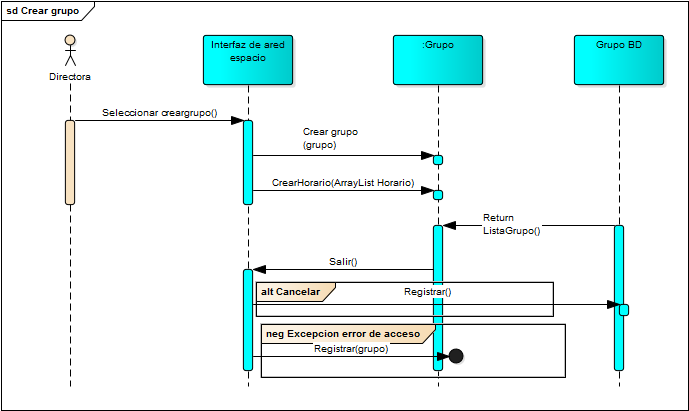 sd Crear grupo
Directora
Interfaz de ared
espacio
:Grupo
Grupo BD
Seleccionar creargrupo()
Crear grupo
(grupo)
CrearHorario(ArrayList Horario)
Return
ListaGrupo()
Salir()
alt Cancelar
Registrar()
neg Excepcion error de acceso
Registrar(grupo)